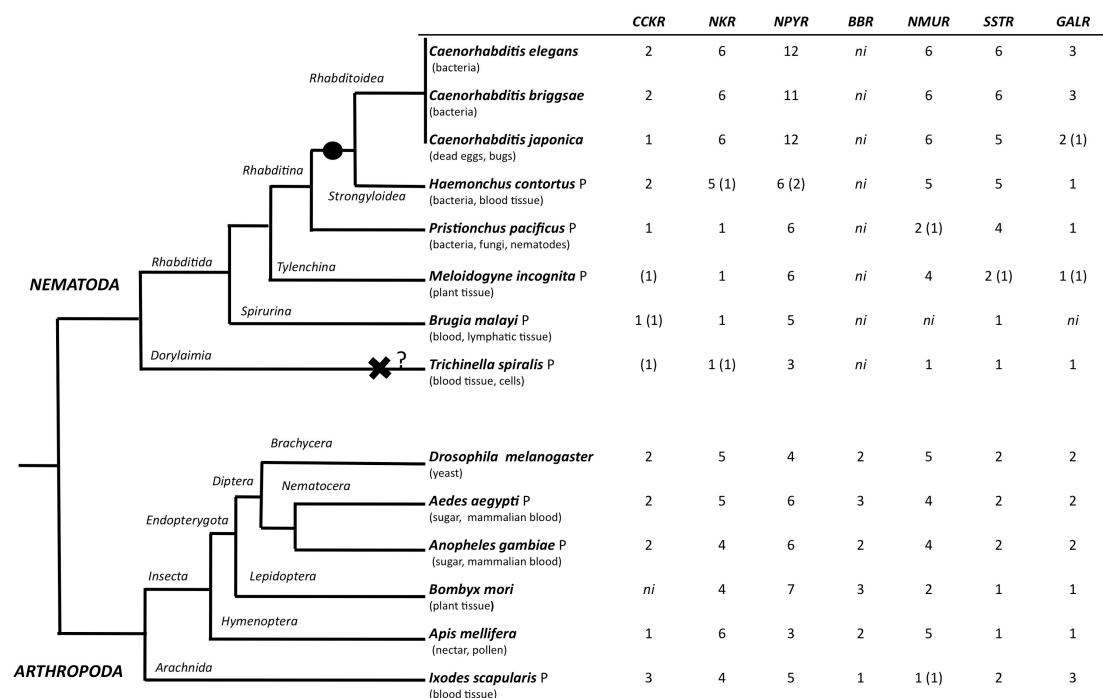 CCKR NKR NPYR BBR NMUR SSTR GALR
Caenorhabditis elegans 2 6 12 ni 6 6 3
(bacteria)
Rhabditoidea
Caenorhabditis briggsae 2 6 11 ni 6 6 3
(bacteria)
Caenorhabditis japonica 1 6 12 ni 6 5 2 (1)
(dead eggs, bugs)
Rhabditina
Haemonchus contortus P 2 5 (1) 6 (2) ni 5 5 1
Strongyloidea
(bacteria, blood tissue)
Pristionchus pacificus P 1 1 6 ni 2 (1) 4 1
(bacteria, fungi, nematodes)
Rhabditida
Tylenchina
NEMATODA
Meloidogyne incognita P (1) 1 6 ni 4 2 (1) 1 (1)
(plant tissue)
Spirurina
Brugia malayi P 1 (1) 1 5 ni ni 1 ni
(blood, lymphatic tissue)
Dorylaimia
?
Trichinella spiralis P (1) 1 (1) 3 ni 1 1 1
(blood tissue, cells)
Brachycera
Drosophila melanogaster 2 5 4 2 5 2 2
(yeast)
Diptera
Nematocera
Aedes aegypti P 2 5 6 3 4 2 2
(sugar, mammalian blood)
Endopterygota
Anopheles gambiae P 2 4 6 2 4 2 2
(sugar, mammalian blood)
Insecta
Lepidoptera
Bombyx mori ni 4 7 3 2 1 1
(plant tissue)
Hymenoptera
Apis mellifera 1 6 3 2 5 1 1
(nectar, pollen)
ARTHROPODA
Arachnida
Ixodes scapularis P 3 4 5 1 1 (1) 2 3
(blood tissue)